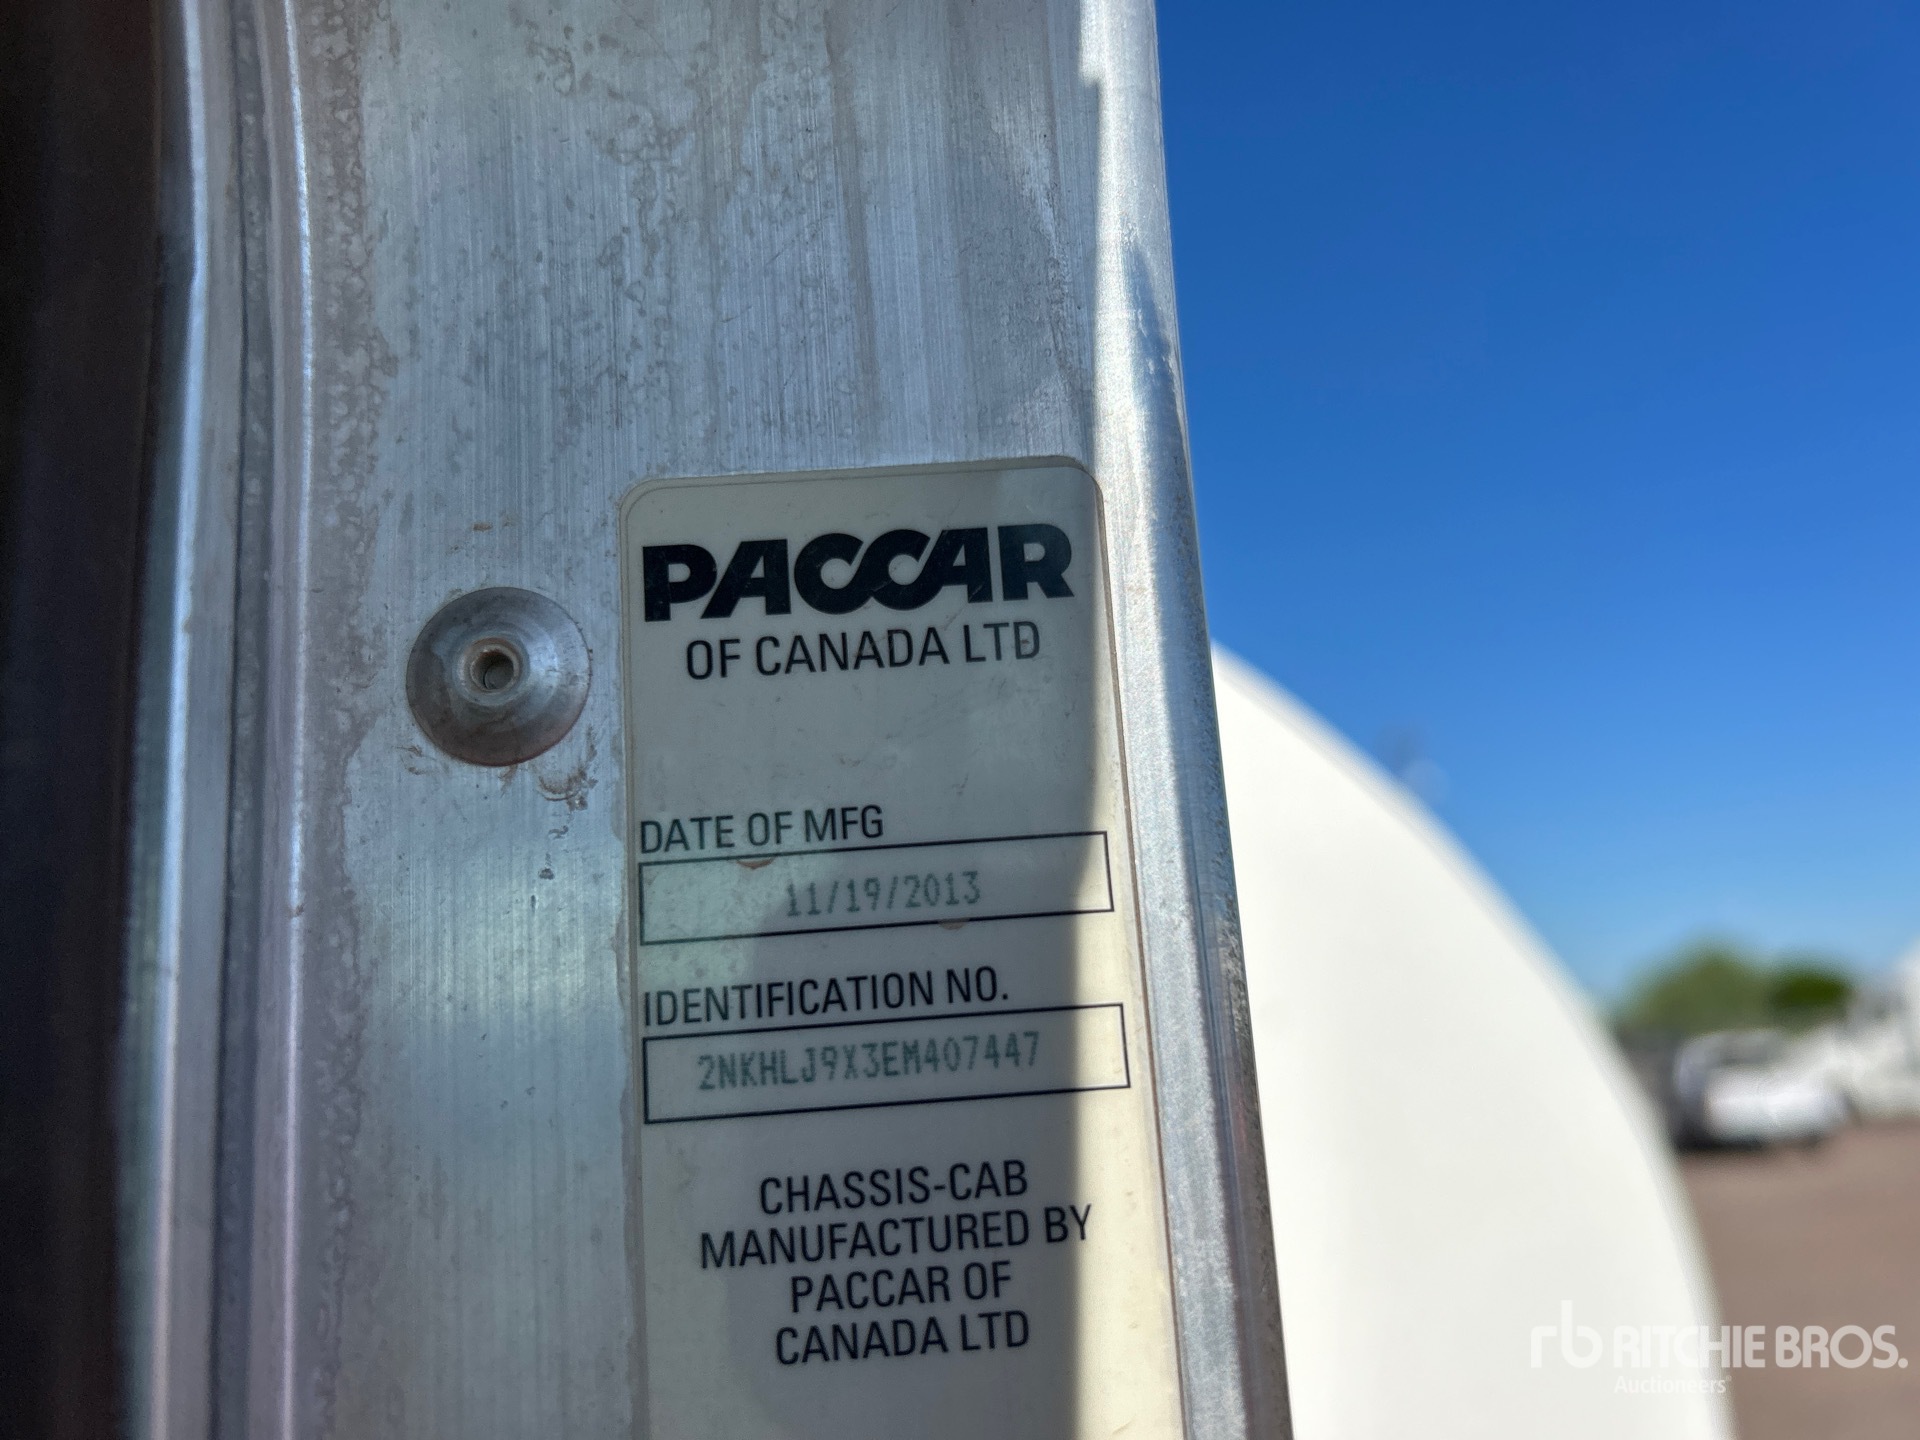 PACCAR
OF CANADA LTD
DATE OF MFG
11/19/2013
IDENTIFICATION NO.
2NKHLJ9X3EM407447
CHASSIS-CAB
MANUFACTURED BY
PACCAR OF
CANADA LTD
rb RITCHIE BROS.
Auctioneers